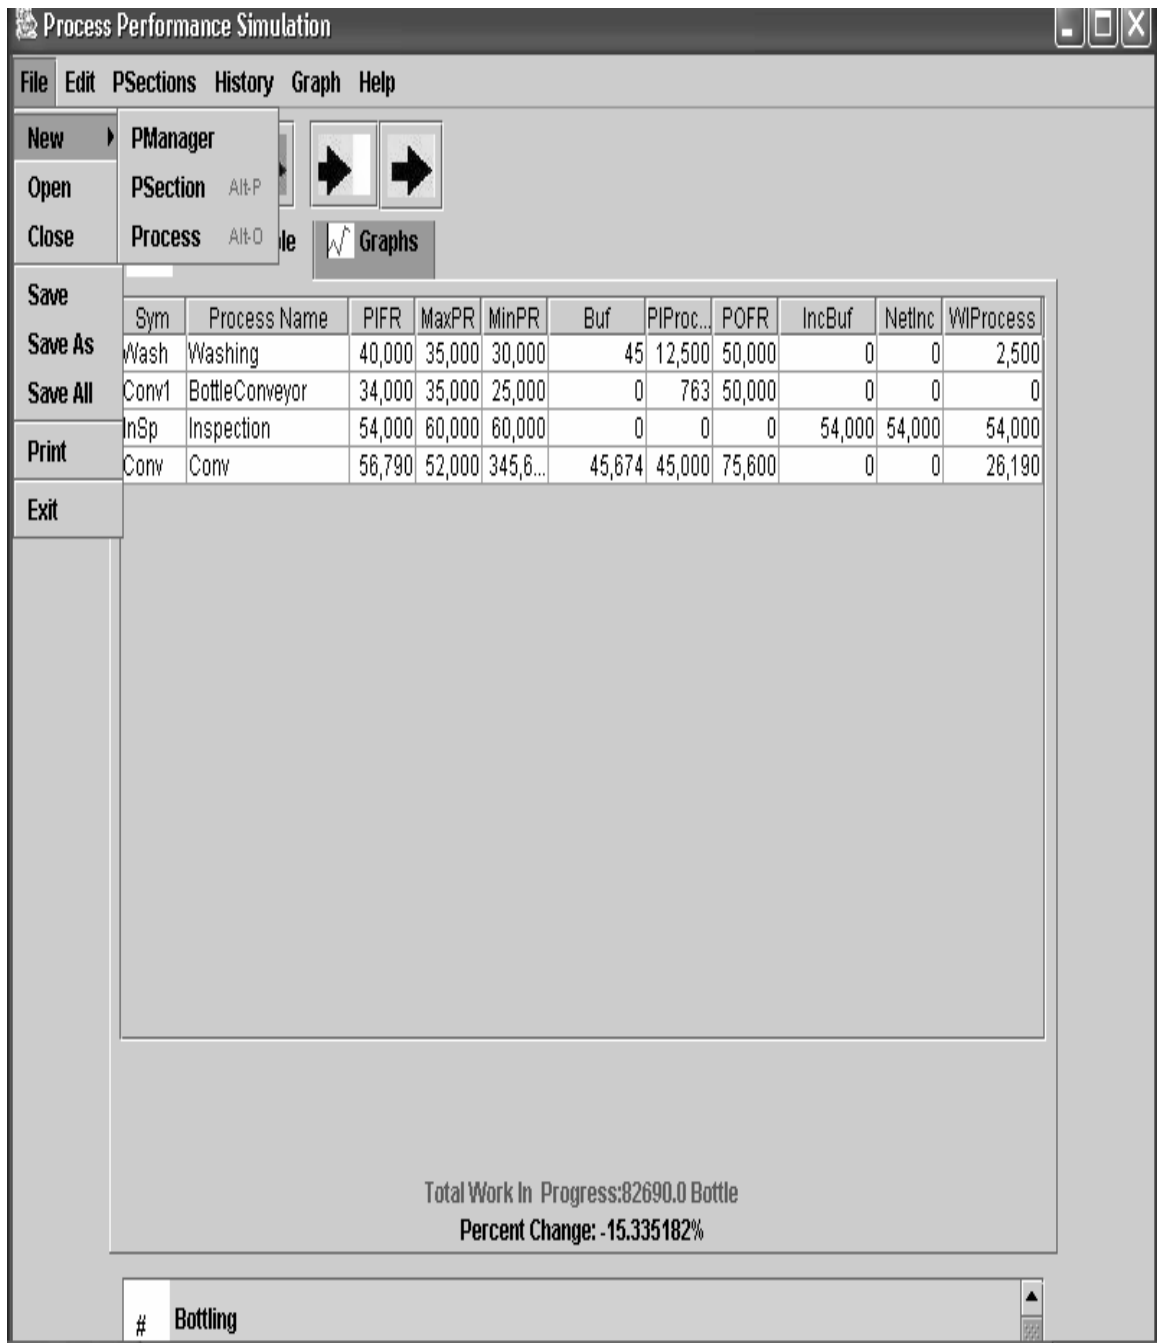 Process Performance Simulation
File Edit PSections History Graph Help
New PManager
Open PSection Alt-P
Close Process Alt-O
Graphs
Save
Save As
Save All
Print
Exit
Sym Process Name PIFR MaxPR MinPR Buf PIProc... POFR IncBuf NetInc WIProcess
Wash Washing 40,000 35,000 30,000 45 12,500 50,000 0 0 2,500
Conv1 BottleConveyor 34,000 35,000 25,000 0 763 50,000 0 0 0
InSp Inspection 54,000 60,000 60,000 0 0 0 54,000 54,000 54,000
Conv Conv 56,790 52,000 345,6... 45,674 45,000 75,600 0 0 26,190
Total Work In Progress:82690.0 Bottle
Percent Change: -15.335182%
# Bottling